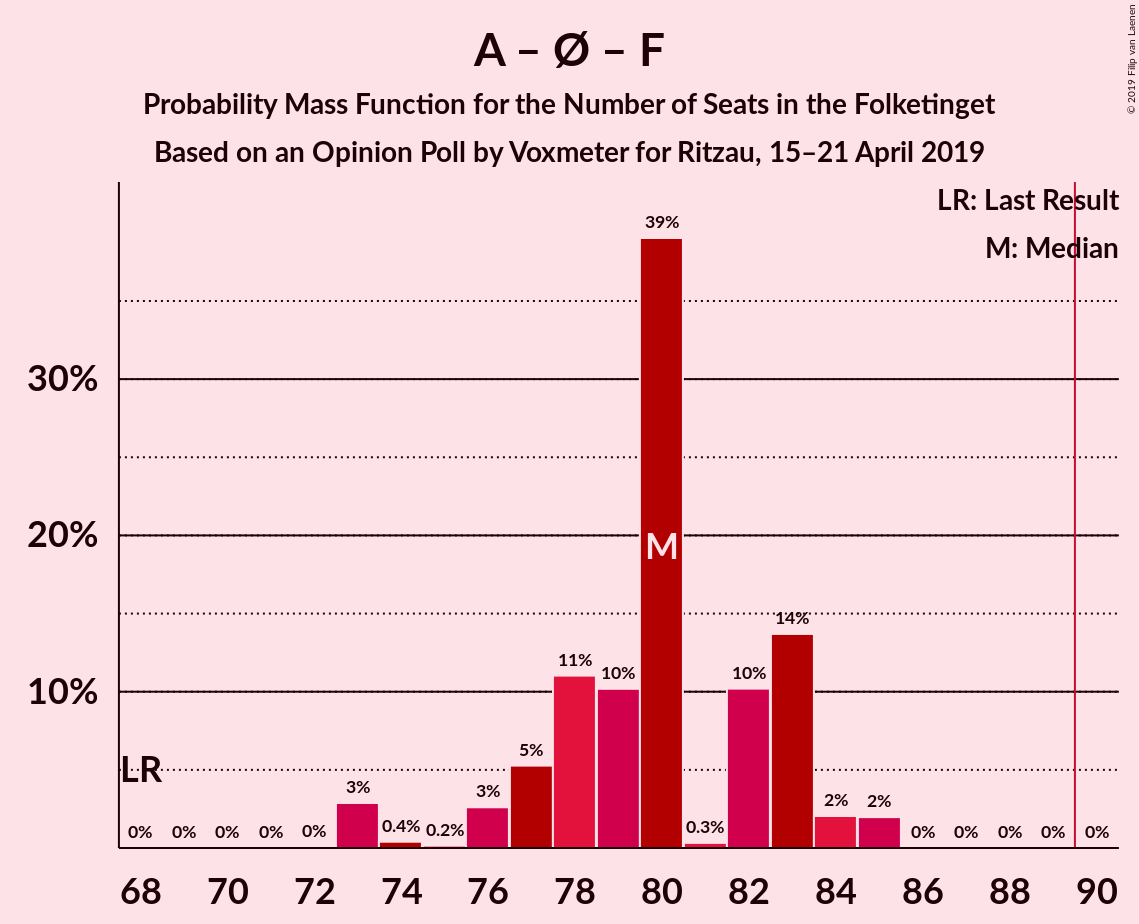 A – Ø – F
Probability Mass Function for the Number of Seats in the Folketinget
Based on an Opinion Poll by Voxmeter for Ritzau, 15–21 April 2019
© 2019 Filip van Laenen
LR: Last Result
M: Median
39%
30%
M
20%
14%
11%
10%
10%
10%
5%
LR
3%
3%
2%
2%
0%
0%
0%
0%
0%
0.4%
0.2%
0.3%
0%
0%
0%
0%
0%
68 70 72 74 76 78 80 82 84 86 88 90